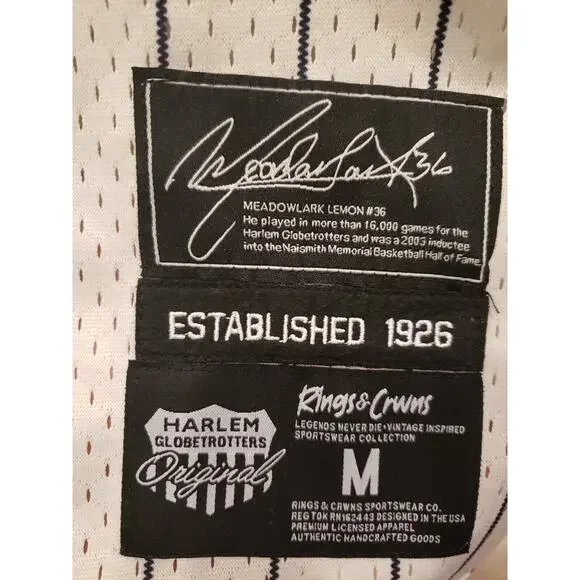 Meadowlark 36
MEADOWLARK LEMON #36
He played in more than 16,000 games for the
Harlem Globetrotters and was a 2003 inductee
into the Naismith Memorial Basketball Hall of Fame.
ESTABLISHED 1926
HARLEM
GLOBETROTTERS
Original
Rings & Crwns
LEGENDS NEVER DIE•VINTAGE INSPIRED
SPORTSWEAR COLLECTION
M
RINGS & CRWNS SPORTSWEAR CO.
REG TDK RN162443 DESIGNED IN THE USA
PREMIUM LICENSED APPAREL
AUTHENTIC HANDCRAFTED GOODS